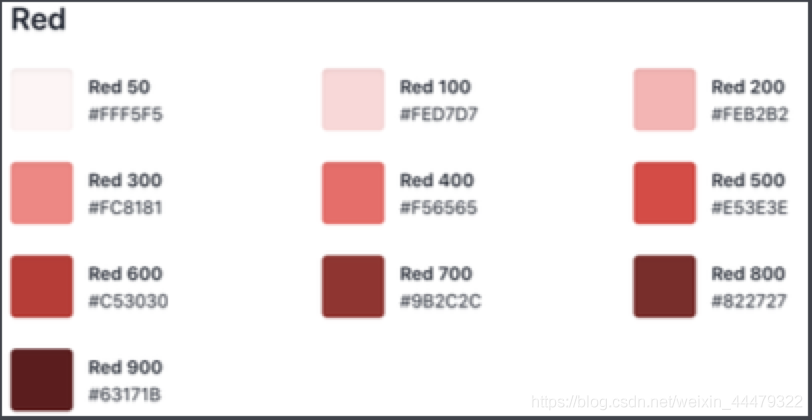 Red
Red 50
#FFF5F5
Red 100
#FED7D7
Red 200
#FEB2B2
Red 300
#FC8181
Red 400
#F56565
Red 500
#E53E3E
Red 600
#C53030
Red 700
#9B2C2C
Red 800
#822727
Red 900
#63171B
https://blog.csdn.net/weixin_44479322